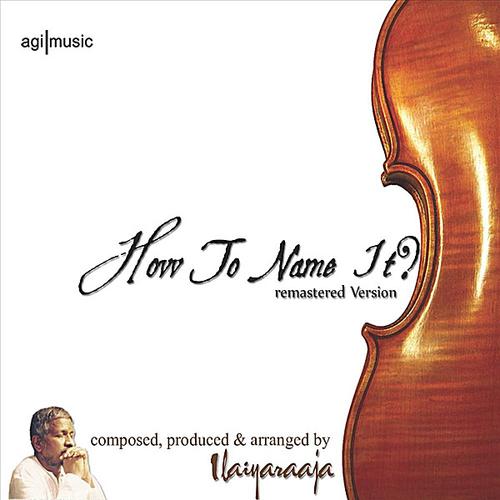 agi|music
How To Name It?
remastered Version
composed, produced & arranged by
Ilaiyaraaja